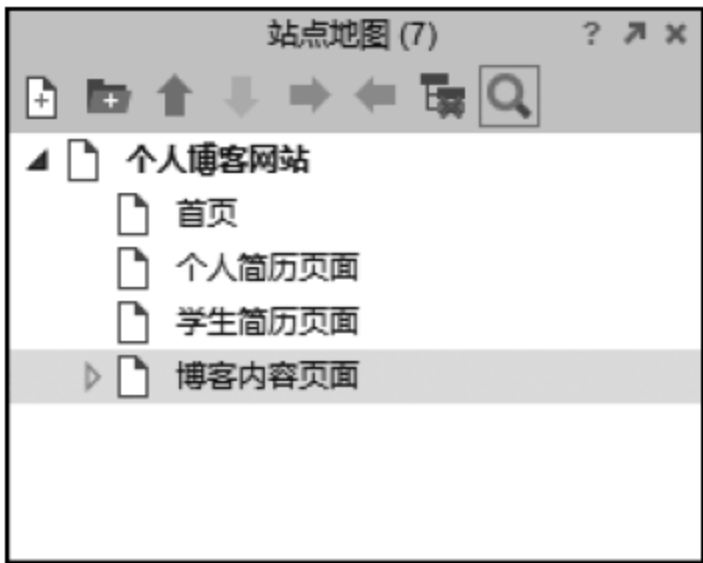 站点地图 (7) ?
个人博客网站
首页
个人简历页面
学生简历页面
博客内容页面